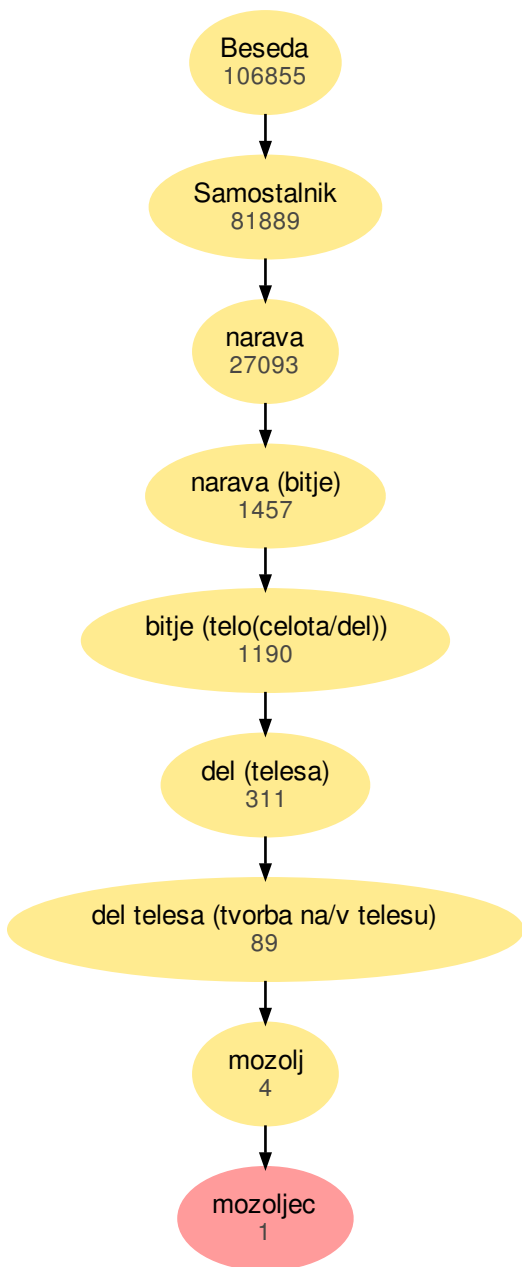 Beseda
106855
Samostalnik
81889
narava
27093
narava (bitje)
1457
bitje (telo(celota/del))
1190
del (telesa)
311
del telesa (tvorba na/v telesu)
89
mozolj
4
mozoljec
1